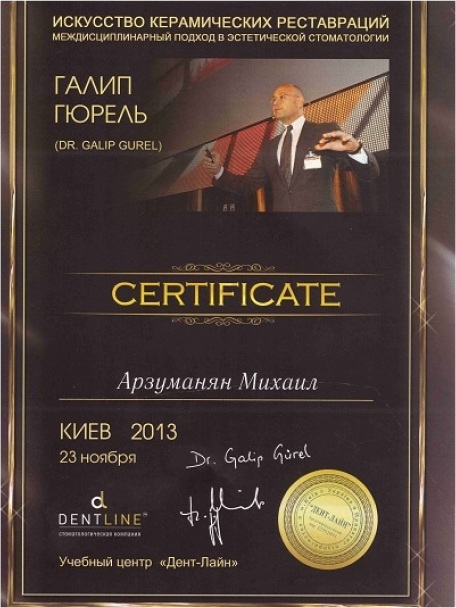 ИСКУССТВО КЕРАМИЧЕСКИХ РЕСТАВРАЦИЙ
МЕЖДИСЦИПЛИНАРНЫЙ ПОДХОД В ЭСТЕТИЧЕСКОЙ СТОМАТОЛОГИИ
ГАЛИП
ГЮРЕЛЬ
(DR. GALIP GUREL)
CERTIFICATE
Арзуманян Михаил
КИЕВ 2013
23 ноября
Dr. Galip Gürel
DENTLINE
СТОМАТОЛОГИЧЕСКАЯ КОМПАНИЯ
"ДЕНТ-ЛАЙН"
Учебный центр «Дент-Лайн»